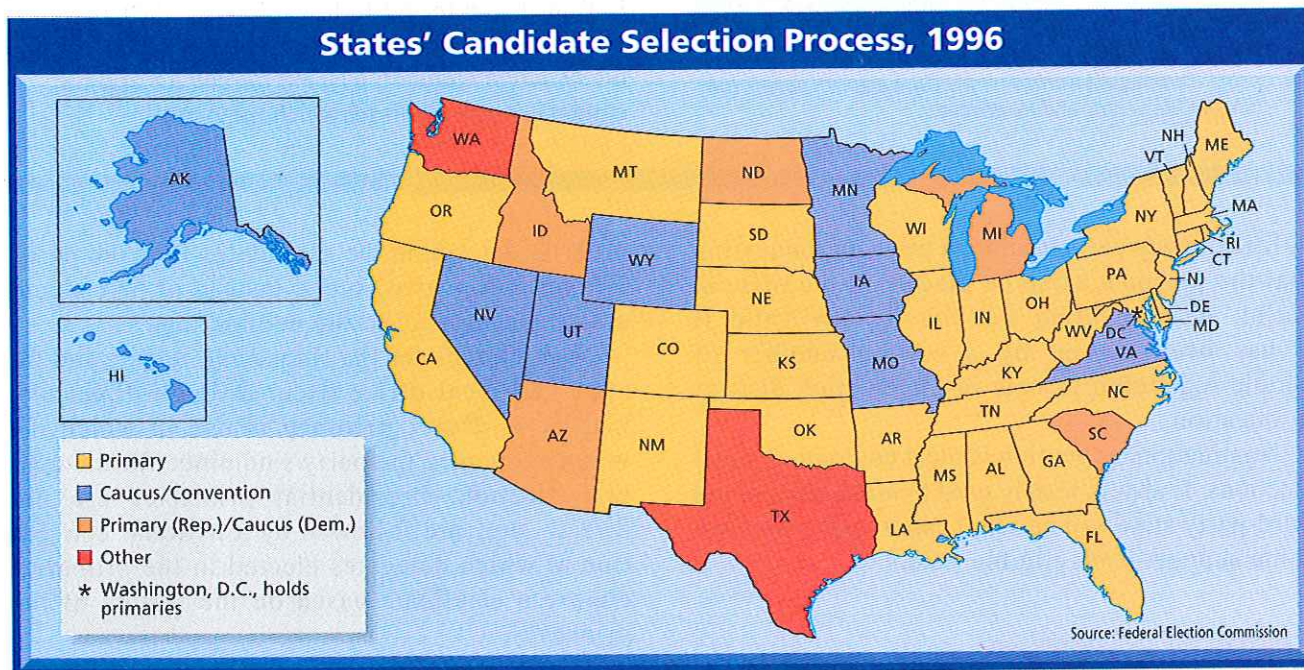 States' Candidate Selection Process, 1996
AK
HI
WA
OR
CA
ID
NV
MT
WY
UT
AZ
CO
NM
ND
SD
NE
KS
OK
TX
MN
IA
MO
AR
LA
WI
IL
MI
IN
OH
KY
TN
MS
AL
GA
FL
SC
NC
VA
WV
DC
PA
NY
VT
NH
ME
MA
RI
CT
NJ
DE
MD
Primary
Caucus/Convention
Primary (Rep.)/Caucus (Dem.)
Other
* Washington, D.C., holds
primaries
Source: Federal Election Commission